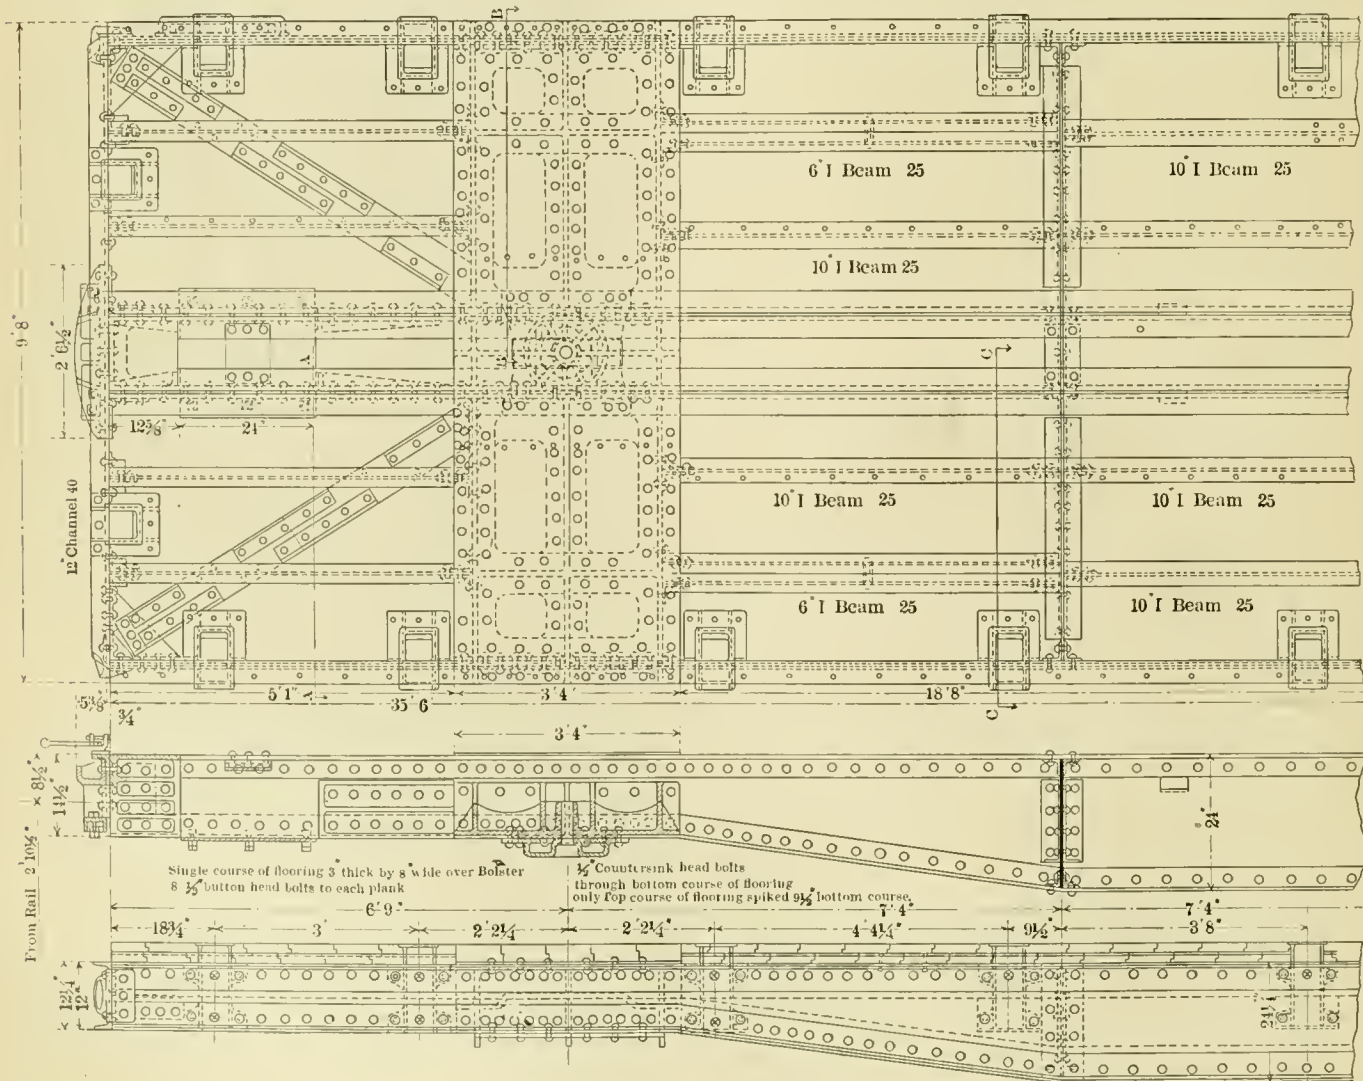 B
6" I Beam 25
10" I Beam 25
10" I Beam 25
9' 8"
2' 6½"
A
B
C
12⅝"
21"
12" Channel 40
10" I Beam 25
10" I Beam 25
6" I Beam 25
10" I Beam 25
5' 1"
A
3' 4"
18' 8"
35' 6"
C
¾"
3' 4"
8½"
14½"
24"
From Rail 2' 10½"
Single course of flooring 3" thick by 8" wide over Bolster
8 ½" button head bolts to each plank
½" Countersink head bolts
through bottom course of flooring
only Top course of flooring spiked 9½" bottom course.
6' 9"
7' 4"
7' 4"
18¾"
3'
2' 2¼"
2' 2¼"
4' 4¼"
9½"
3' 8"
12¼"
12"